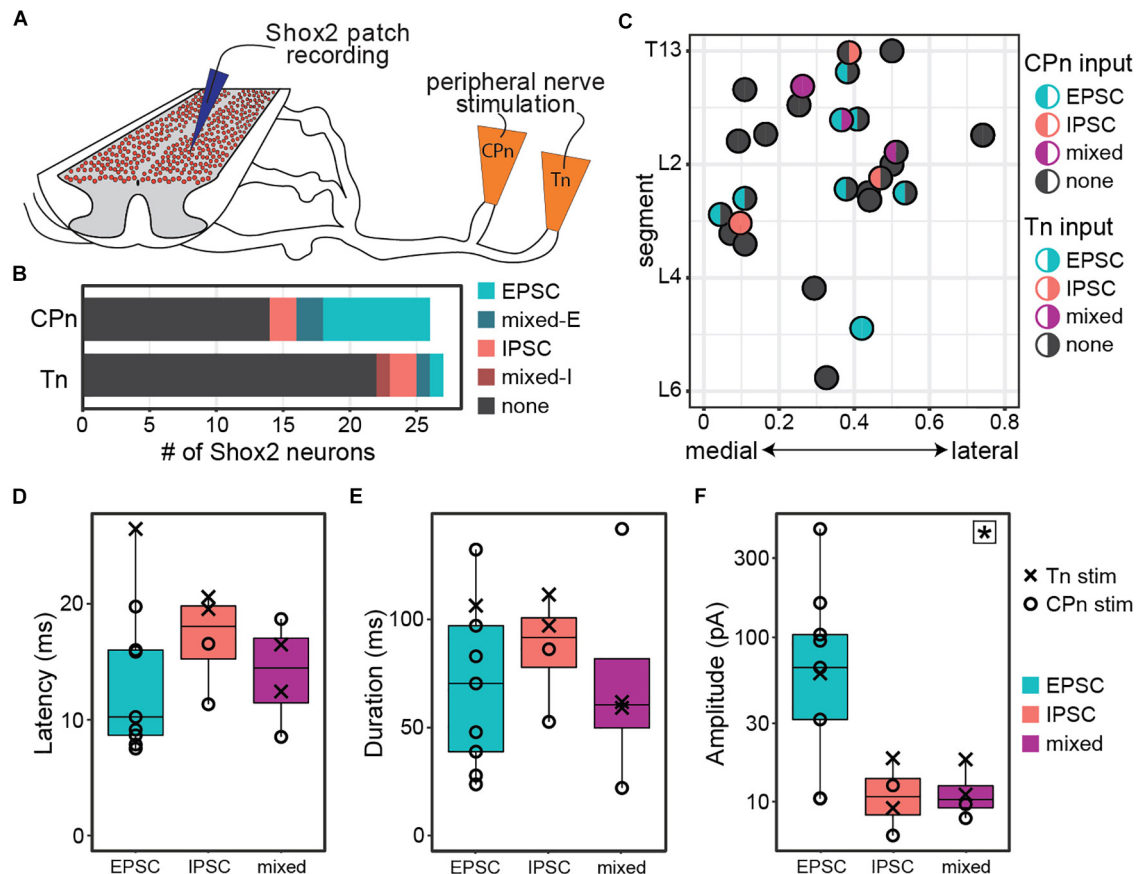 A
Shox2 patch
recording
peripheral nerve
stimulation
CPn
Tn
B
CPn
Tn
0 5 10 15 20 25
# of Shox2 neurons
EPSC
mixed-E
IPSC
mixed-I
none
C
segment
T13
L2
L4
L6
0 0.2 0.4 0.6 0.8
medial lateral
CPn input
EPSC
IPSC
mixed
none
Tn input
EPSC
IPSC
mixed
none
D
Latency (ms)
20
10
0
EPSC IPSC mixed
E
Duration (ms)
100
50
0
EPSC IPSC mixed
F
Amplitude (pA)
300
100
30
10
*
EPSC IPSC mixed
Tn stim
CPn stim
EPSC
IPSC
mixed